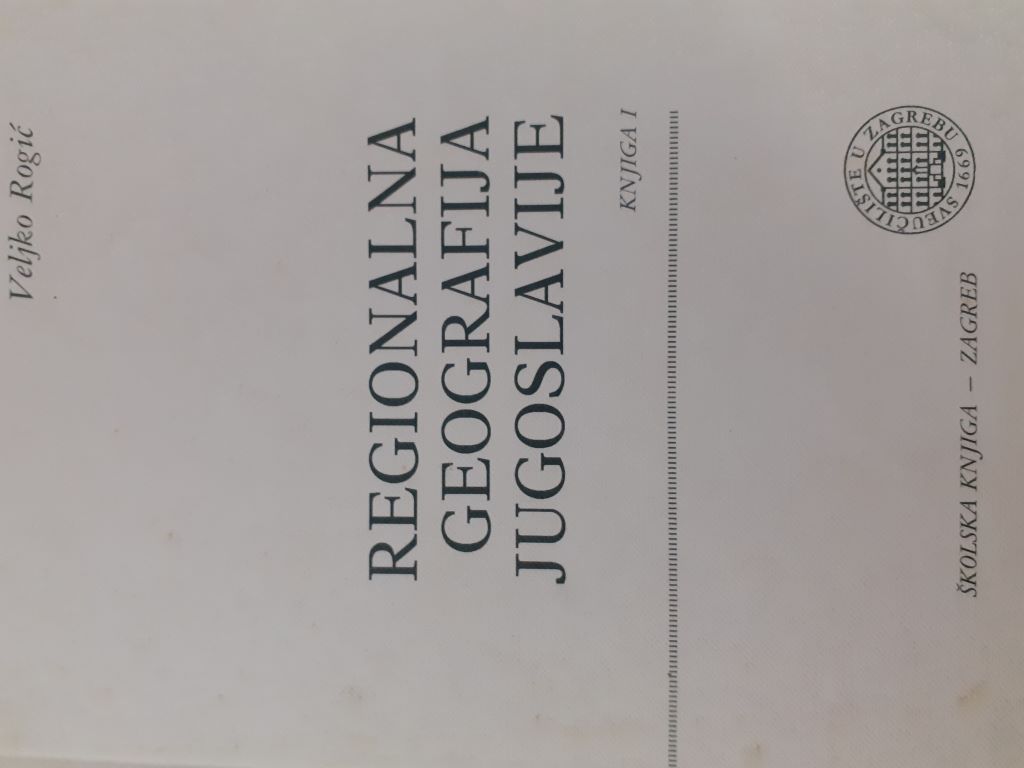 Veljko Rogić
REGIONALNA
GEOGRAFIJA
JUGOSLAVIJE
KNJIGA I
SVEUČILIŠTE U ZAGREBU 1669
ŠKOLSKA KNJIGA – ZAGREB